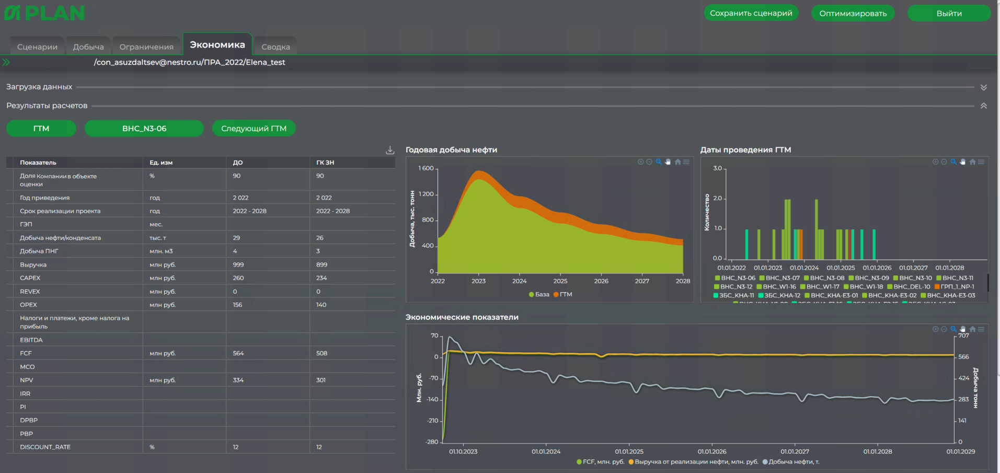 PLAN
Сохранить сценарий
Оптимизировать
Выйти
Сценарии
Добыча
Ограничения
Экономика
Сводка
/con_asuzdaltsev@nestro.ru/ПРА_2022/Elena_test
Загрузка данных
Результаты расчетов
ГТМ
ВНС_N3-06
Следующий ГТМ
Показатель Ед. изм ДО ГК ЗН
Доля Компании в объекте
оценки
% 90 90
Год приведения год 2 022 2 022
Срок реализации проекта год 2022 - 2028 2022 - 2028
ГЭП мес.
Добыча нефти/конденсата тыс. т 29 26
Добыча ПНГ млн. м3 4 3
Выручка млн руб. 999 899
CAPEX млн руб. 260 234
REVEX млн руб. 0 0
OPEX млн руб. 156 140
Налоги и платежи, кроме налога на
прибыль
EBITDA
FCF млн руб. 564 508
МСО
NPV млн руб. 334 301
IRR
PI
DPBP
PBP
DISCOUNT_RATE % 12 12
Годовая добыча нефти
Добыча, тыс. тонн
1 600
1 200
800
400
0
2022 2023 2024 2025 2026 2027 2028
База ГТМ
Даты проведения ГТМ
Количество
3.0
2.0
1.0
0.0
01.01.2022 01.01.2023 01.01.2024 01.01.2025 01.01.2026 01.01.2027 01.01.2028
ВНС_N3-06 ВНС_N3-07 ВНС_N3-08 ВНС_N3-09 ВНС_N3-10 ВНС_N3-11
ВНС_N3-12 ВНС_W1-16 ВНС_W1-17 ВНС_W1-18 ВНС_DEL-10 ГРП_1_NP-1
ЗБС_KHA-11 ЗБС_KHA-12 ВНС_KHA-E3-01 ВНС_KHA-E3-02 ВНС_KHA-E3-03
Экономические показатели
Млн. руб.
70
0
-70
-140
-210
-280
707
566
424
283
141
0
Добыча тонн
01.10.2023 01.01.2024 01.01.2025 01.01.2026 01.01.2027 01.01.2028 01.01.2029
FCF, млн. руб. Выручка от реализации нефти, млн. руб. Добыча нефти, т.